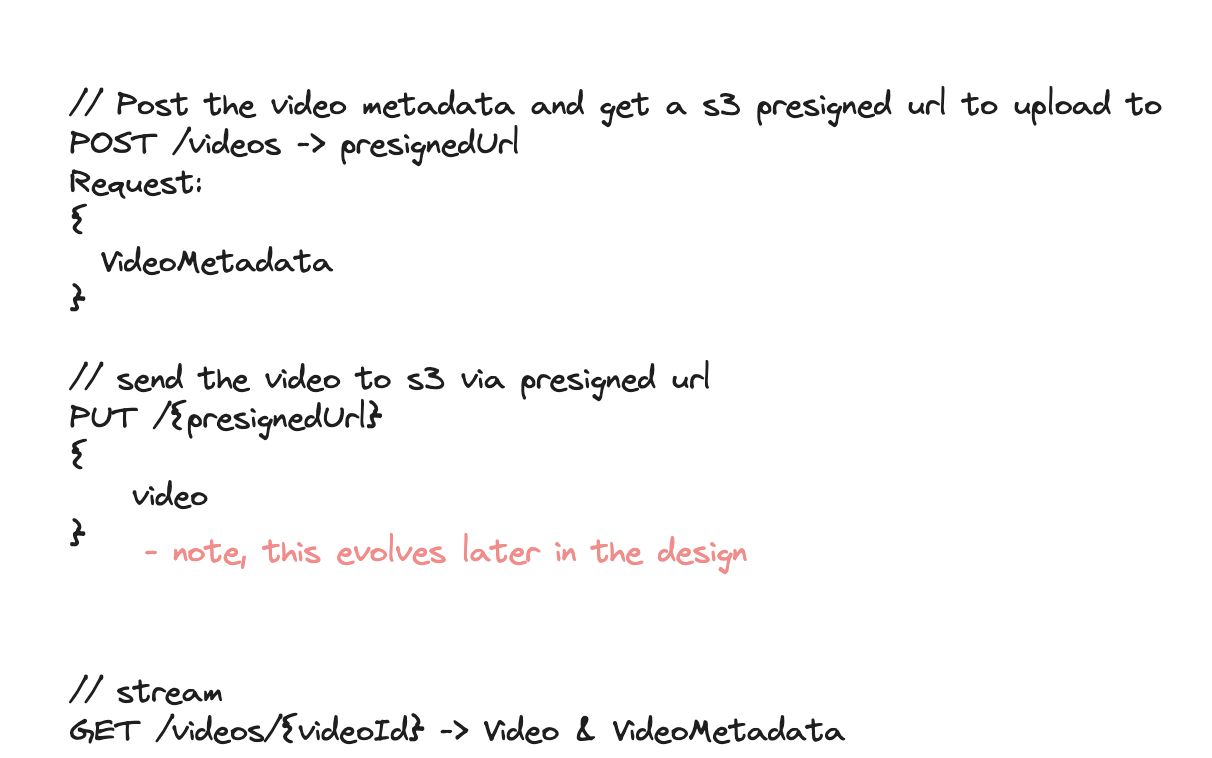 // Post the video metadata and get a s3 presigned url to upload to
POST /videos -> presignedUrl
Request:
{
VideoMetadata
}
// send the video to s3 via presigned url
PUT /{presignedUrl}
{
video
}
- note, this evolves later in the design
// stream
GET /videos/{videoId} -> Video & VideoMetadata